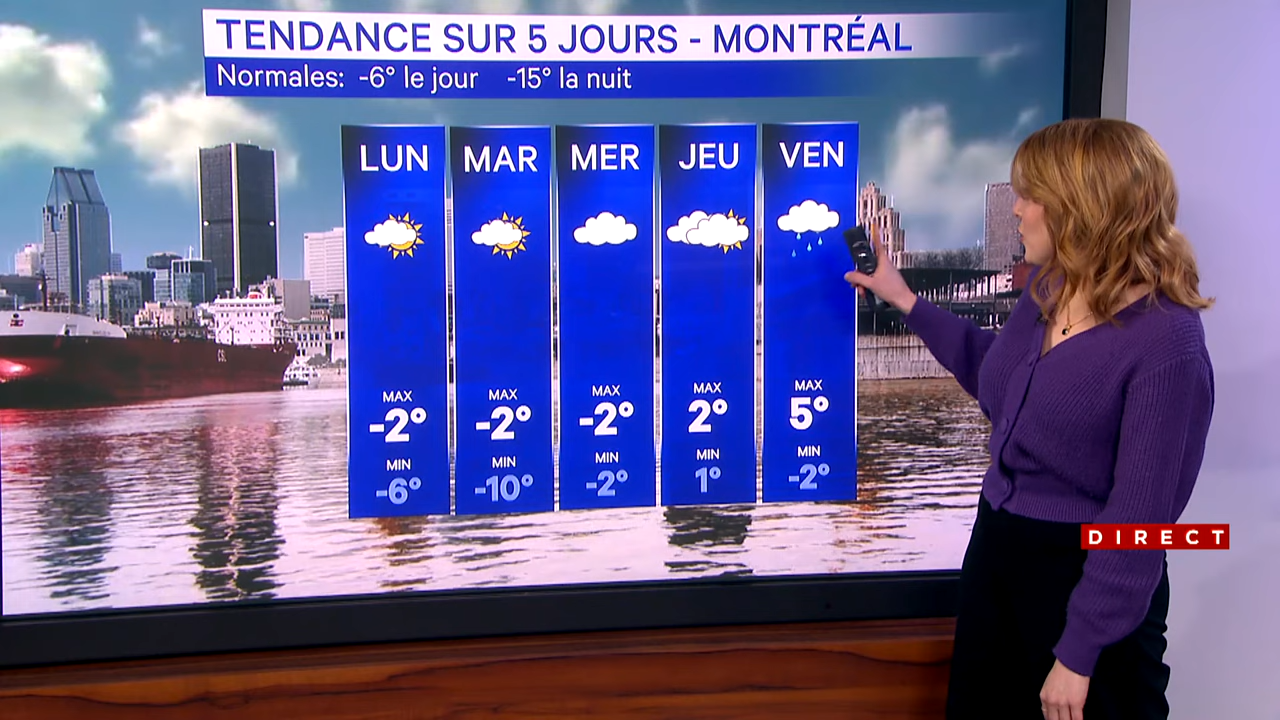 TENDANCE SUR 5 JOURS - MONTRÉAL
Normales: -6° le jour -15° la nuit
LUN MAR MER JEU VEN
MAX MAX MAX MAX MAX
-2° -2° -2° 2° 5°
MIN MIN MIN MIN MIN
-6° -10° -2° 1° -2°
DIRECT